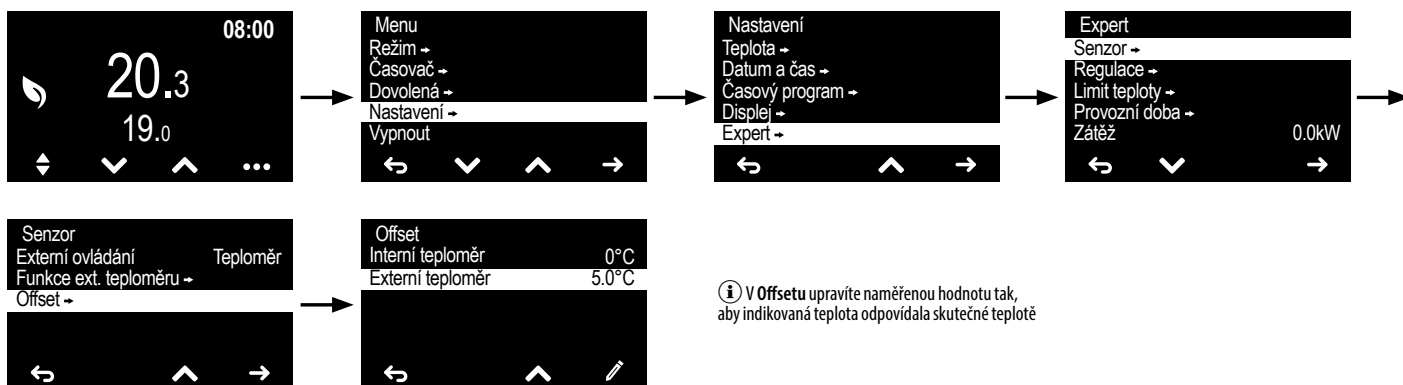 08:00
20.3
19.0
Menu
Režim →
Časovač →
Dovolená →
Nastavení →
Vypnout
Nastavení
Teplota →
Datum a čas →
Časový program →
Displej →
Expert →
Expert
Senzor →
Regulace →
Limit teploty →
Provozní doba →
Zátěž 0.0kW
Senzor
Externí ovládání Teploměr
Funkce ext. teploměru →
Offset →
Offset
Interní teploměr 0°C
Externí teploměr 5.0°C
i V Offsetu upravíte naměřenou hodnotu tak,
aby indikovaná teplota odpovídala skutečné teplotě